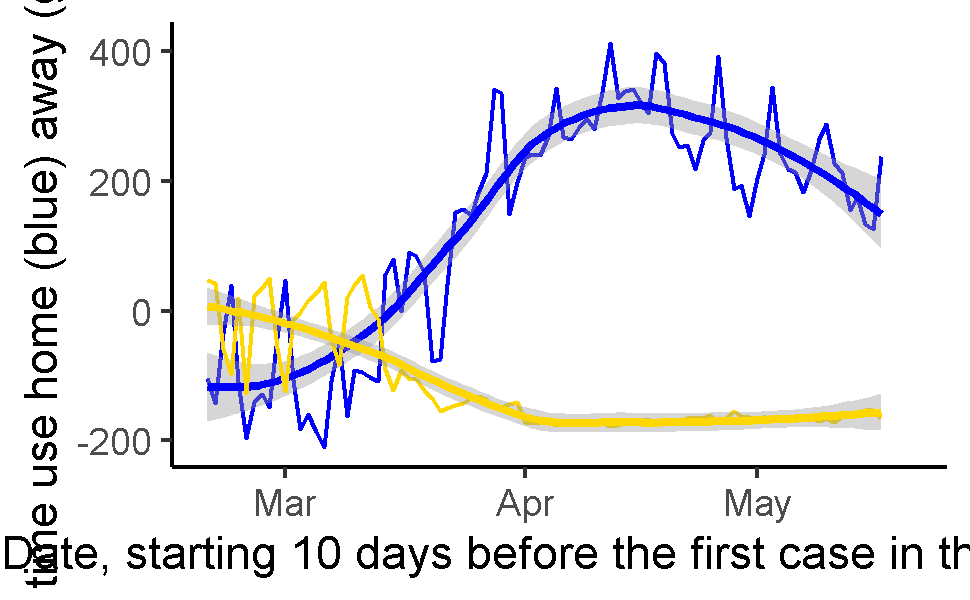 time use home (blue) away (
400
200
0
-200
Mar Apr May
Date, starting 10 days before the first case in th